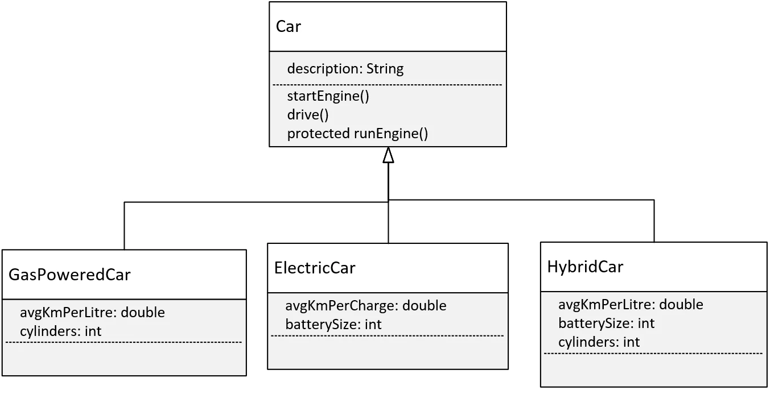 Car
description: String
startEngine()
drive()
protected runEngine()
GasPoweredCar
avgKmPerLitre: double
cylinders: int
ElectricCar
avgKmPerCharge: double
batterySize: int
HybridCar
avgKmPerLitre: double
batterySize: int
cylinders: int